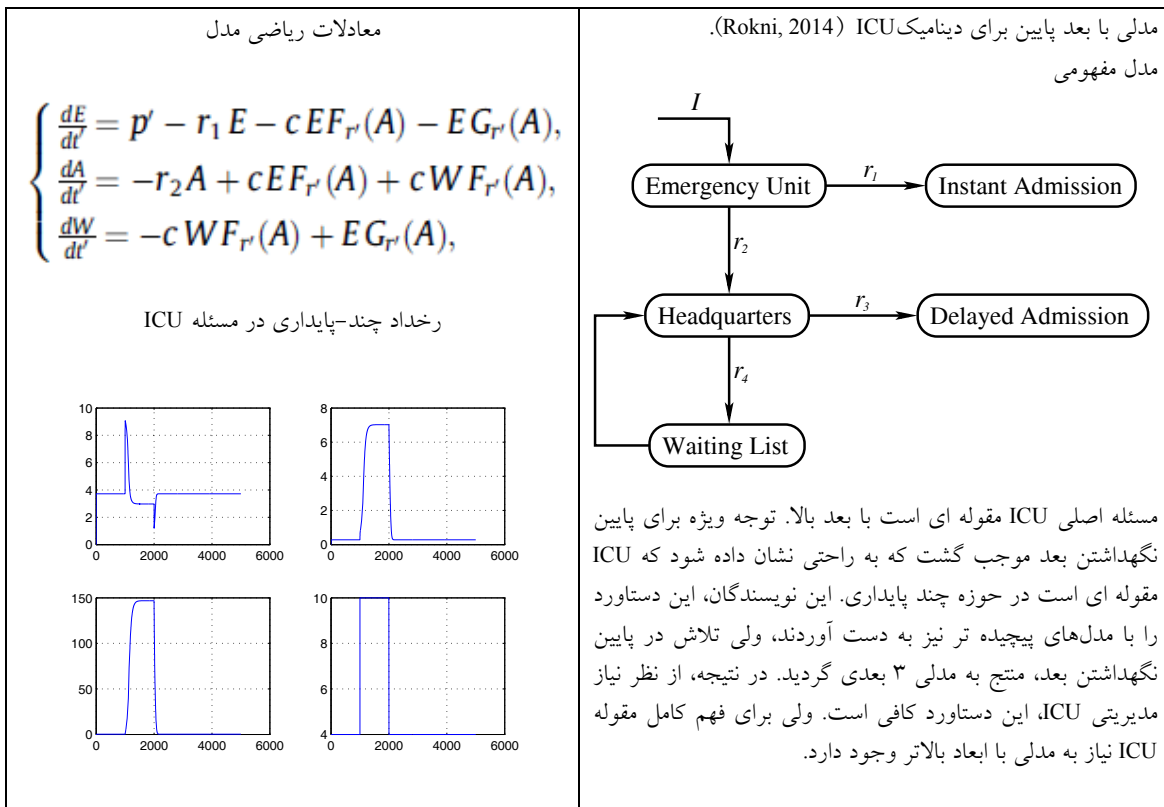 مدلی با بعد پایین برای دینامیک ICU (Rokni, 2014).
مدل مفهومی
I
Emergency Unit
r₁
Instant Admission
r₂
Headquarters
r₃
Delayed Admission
r₄
Waiting List
مسئله اصلی ICU مقوله ای است با بعد بالا. توجه ویژه برای پایین
نگهداشتن بعد موجب گشت که به راحتی نشان داده شود که ICU
مقوله ای است در حوزه چند پایداری. این نویسندگان، این دستاورد
را با مدل‌های پیچیده تر نیز به دست آوردند، ولی تلاش در پایین
نگهداشتن بعد، منتج به مدلی ۳ بعدی گردید. در نتیجه، از نظر نیاز
مدیریتی ICU، این دستاورد کافی است. ولی برای فهم کامل مقوله
ICU نیاز به مدلی با ابعاد بالاتر وجود دارد.
معادلات ریاضی مدل
dE/dt′ = p′ − r₁ E − c EF_r′(A) − E G_r′(A),
dA/dt′ = −r₂A + cEF_r′(A) + cW F_r′(A),
dW/dt′ = −c WF_r′(A) + E G_r′(A),
رخداد چند-پایداری در مسئله ICU
10
8
6
4
2
0
0 2000 4000 6000
8
6
4
2
0
0 2000 4000 6000
150
100
50
0
0 2000 4000 6000
10
8
6
4
0 2000 4000 6000